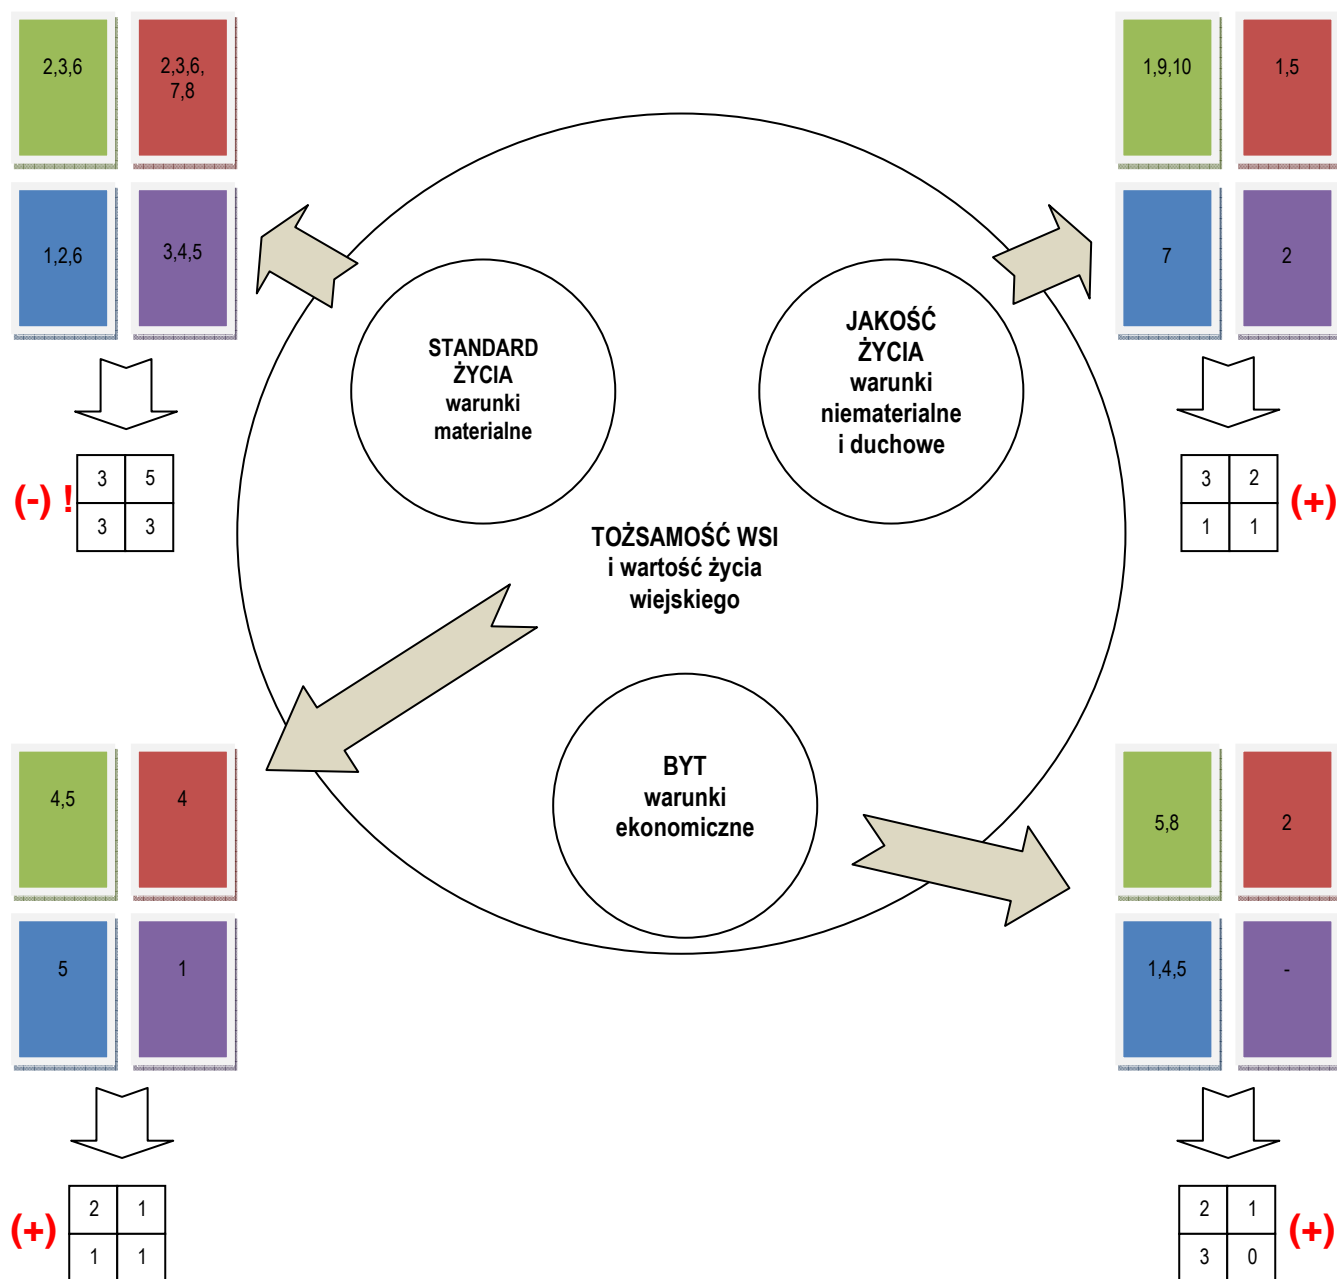 2,3,6
2,3,6,
7,8
1,2,6
3,4,5
(-) !
3 5
3 3
1,9,10
1,5
7
2
3 2
1 1
(+)
STANDARD
ŻYCIA
warunki
materialne
JAKOŚĆ
ŻYCIA
warunki
niematerialne
i duchowe
TOŻSAMOŚĆ WSI
i wartość życia
wiejskiego
BYT
warunki
ekonomiczne
4,5
4
5
1
(+)
2 1
1 1
5,8
2
1,4,5
-
2 1
3 0
(+)